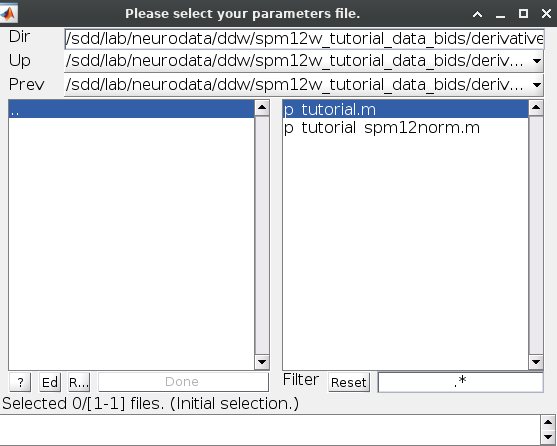 Please select your parameters file.
Dir /sdd/lab/neurodata/ddw/spm12w_tutorial_data_bids/derivative
Up /sdd/lab/neurodata/ddw/spm12w_tutorial_data_bids/deriv...
Prev /sdd/lab/neurodata/ddw/spm12w_tutorial_data_bids/deriv...
..
p_tutorial.m
p_tutorial_spm12norm.m
? Ed R... Done Filter Reset .*
Selected 0/[1-1] files. (Initial selection.)